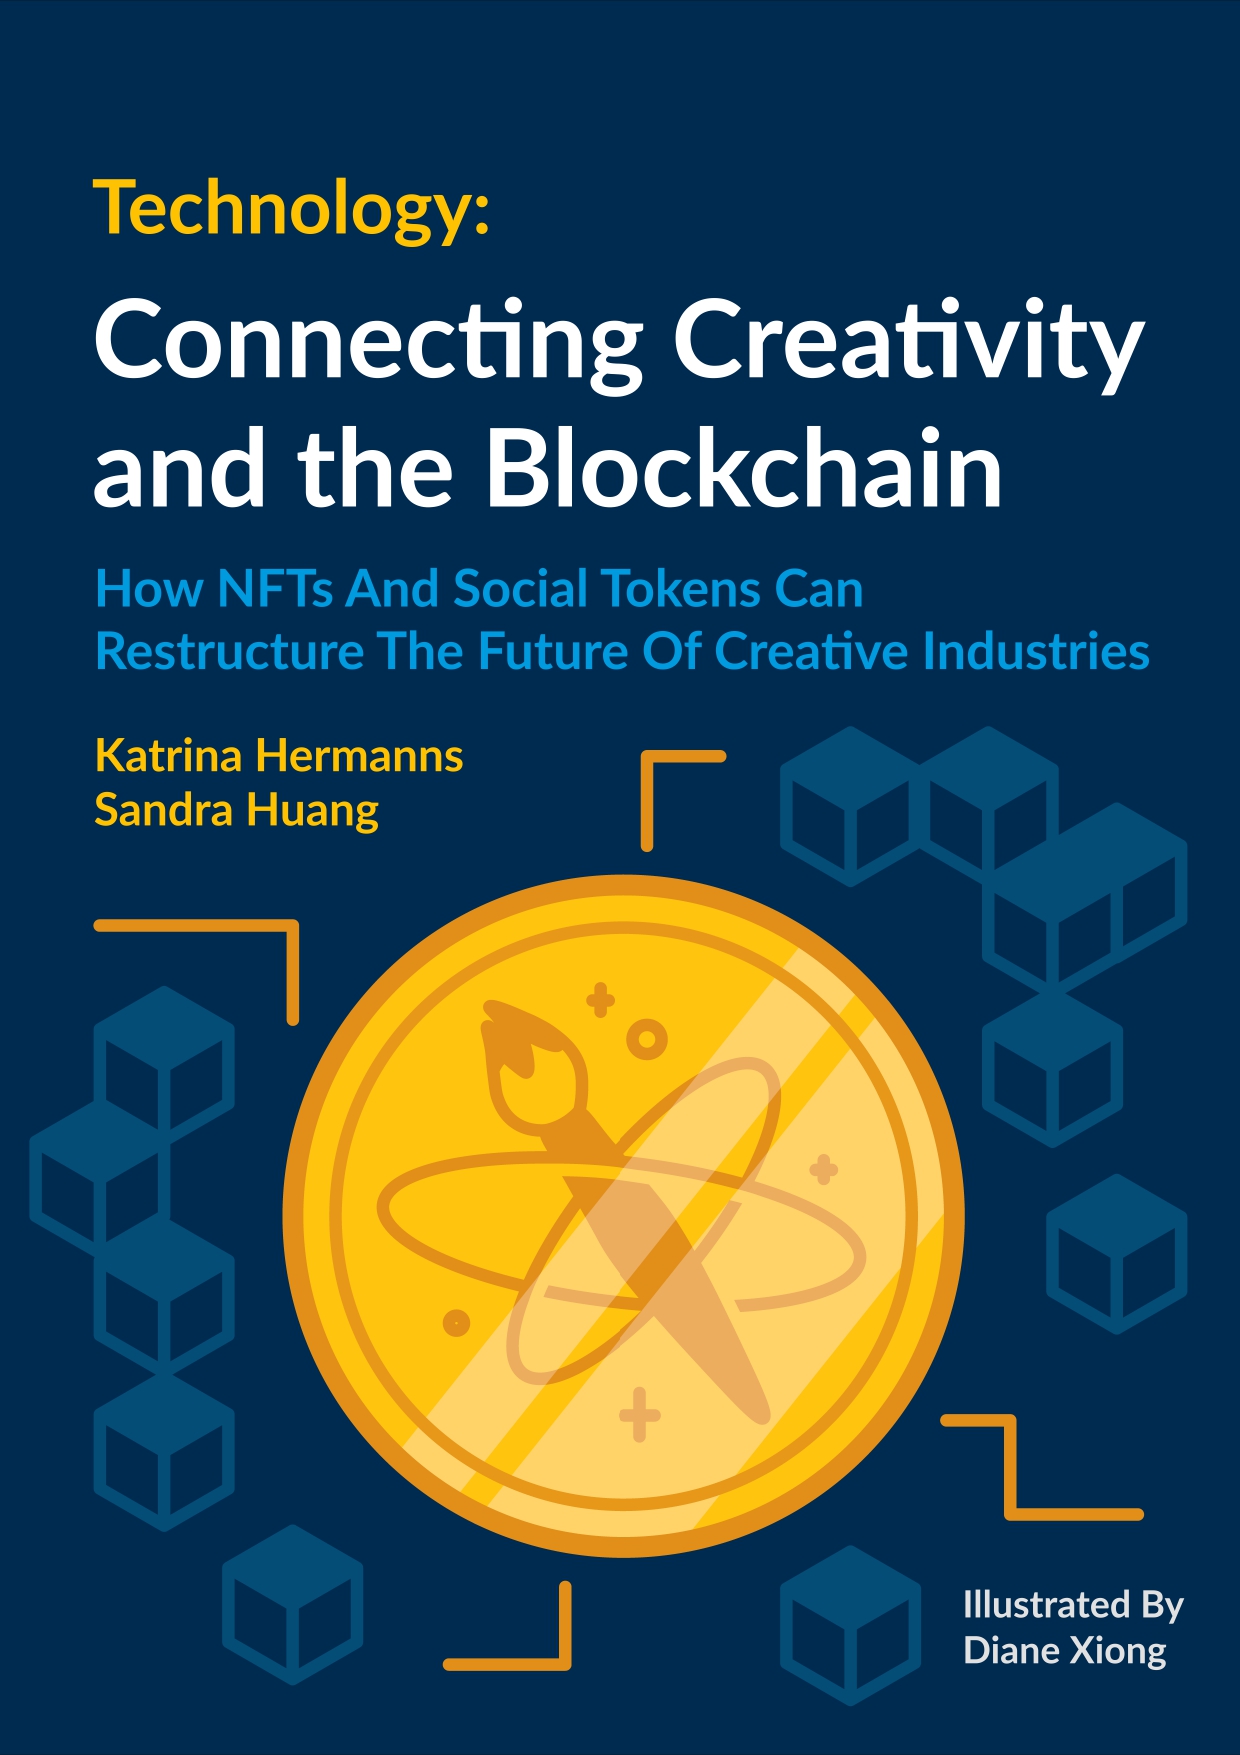 Technology:
Connecting Creativity
and the Blockchain
How NFTs And Social Tokens Can
Restructure The Future Of Creative Industries
Katrina Hermanns
Sandra Huang
Illustrated By
Diane Xiong